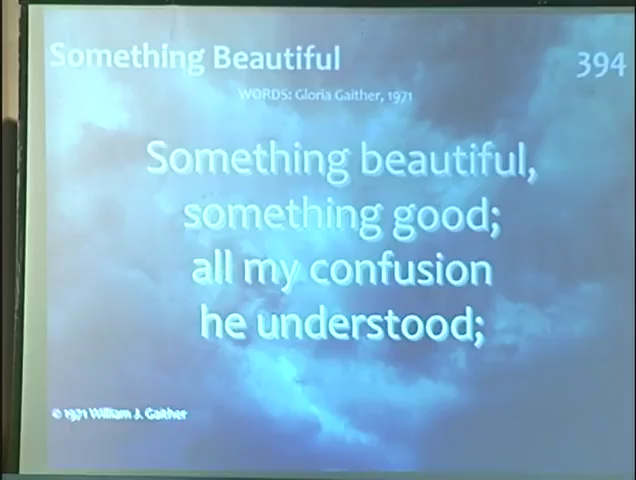 Something Beautiful 394
WORDS: Gloria Gaither, 1971
Something beautiful,
something good;
all my confusion
he understood;
© 1971 William J. Gaither